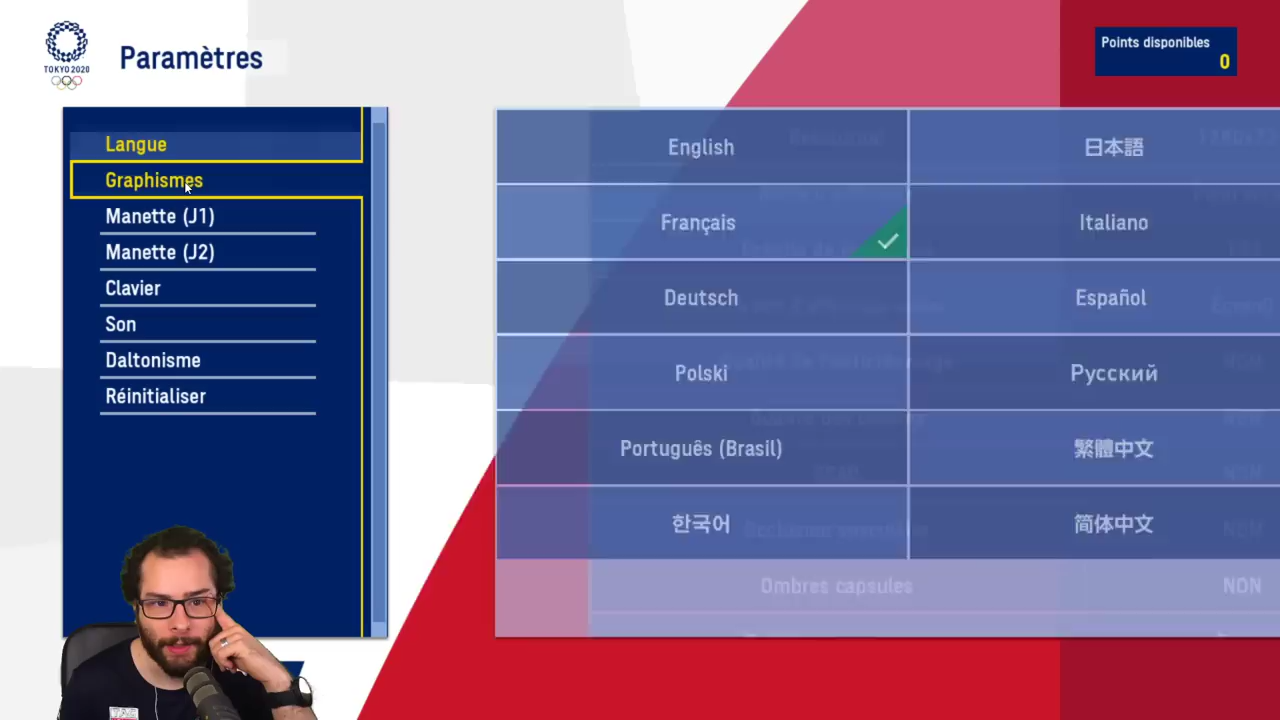 TOKYO 2020
Paramètres
Points disponibles
0
Langue
Graphismes
Manette (J1)
Manette (J2)
Clavier
Son
Daltonisme
Réinitialiser
English
日本語
Français
Italiano
Deutsch
Español
Polski
Русский
Português (Brasil)
繁體中文
한국어
简体中文
Ombres capsules
NON